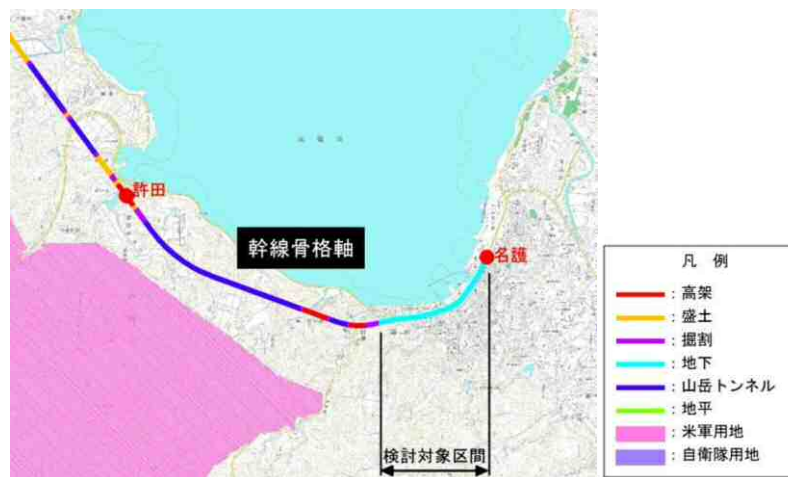 許田
幹線骨格軸
名護
検討対象区間
凡 例
：高架
：盛土
：掘割
：地下
：山岳トンネル
：地平
：米軍用地
：自衛隊用地